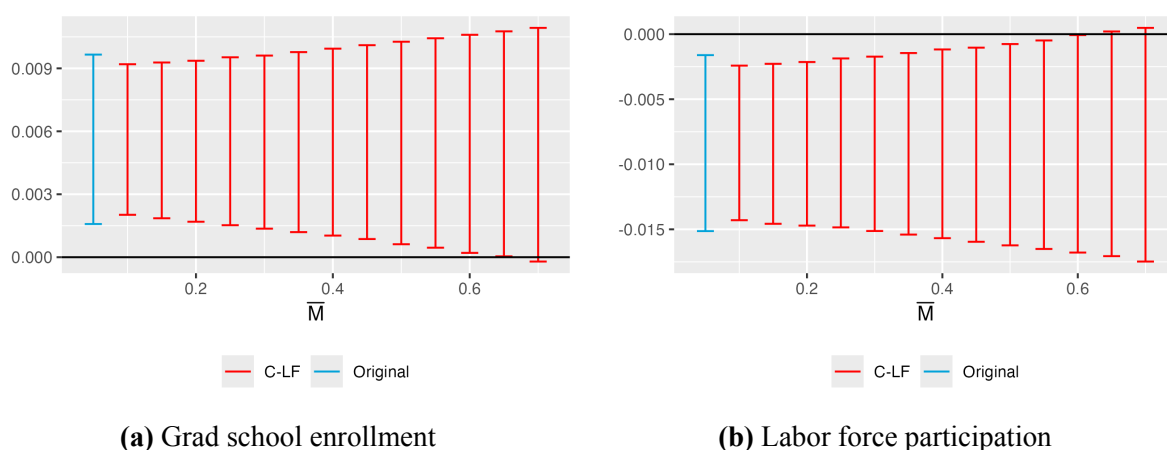 0.009
0.006
0.003
0.000
0.2 0.4 0.6
M̅
C-LF Original
(a) Grad school enrollment
0.000
-0.005
-0.010
-0.015
0.2 0.4 0.6
M̅
C-LF Original
(b) Labor force participation